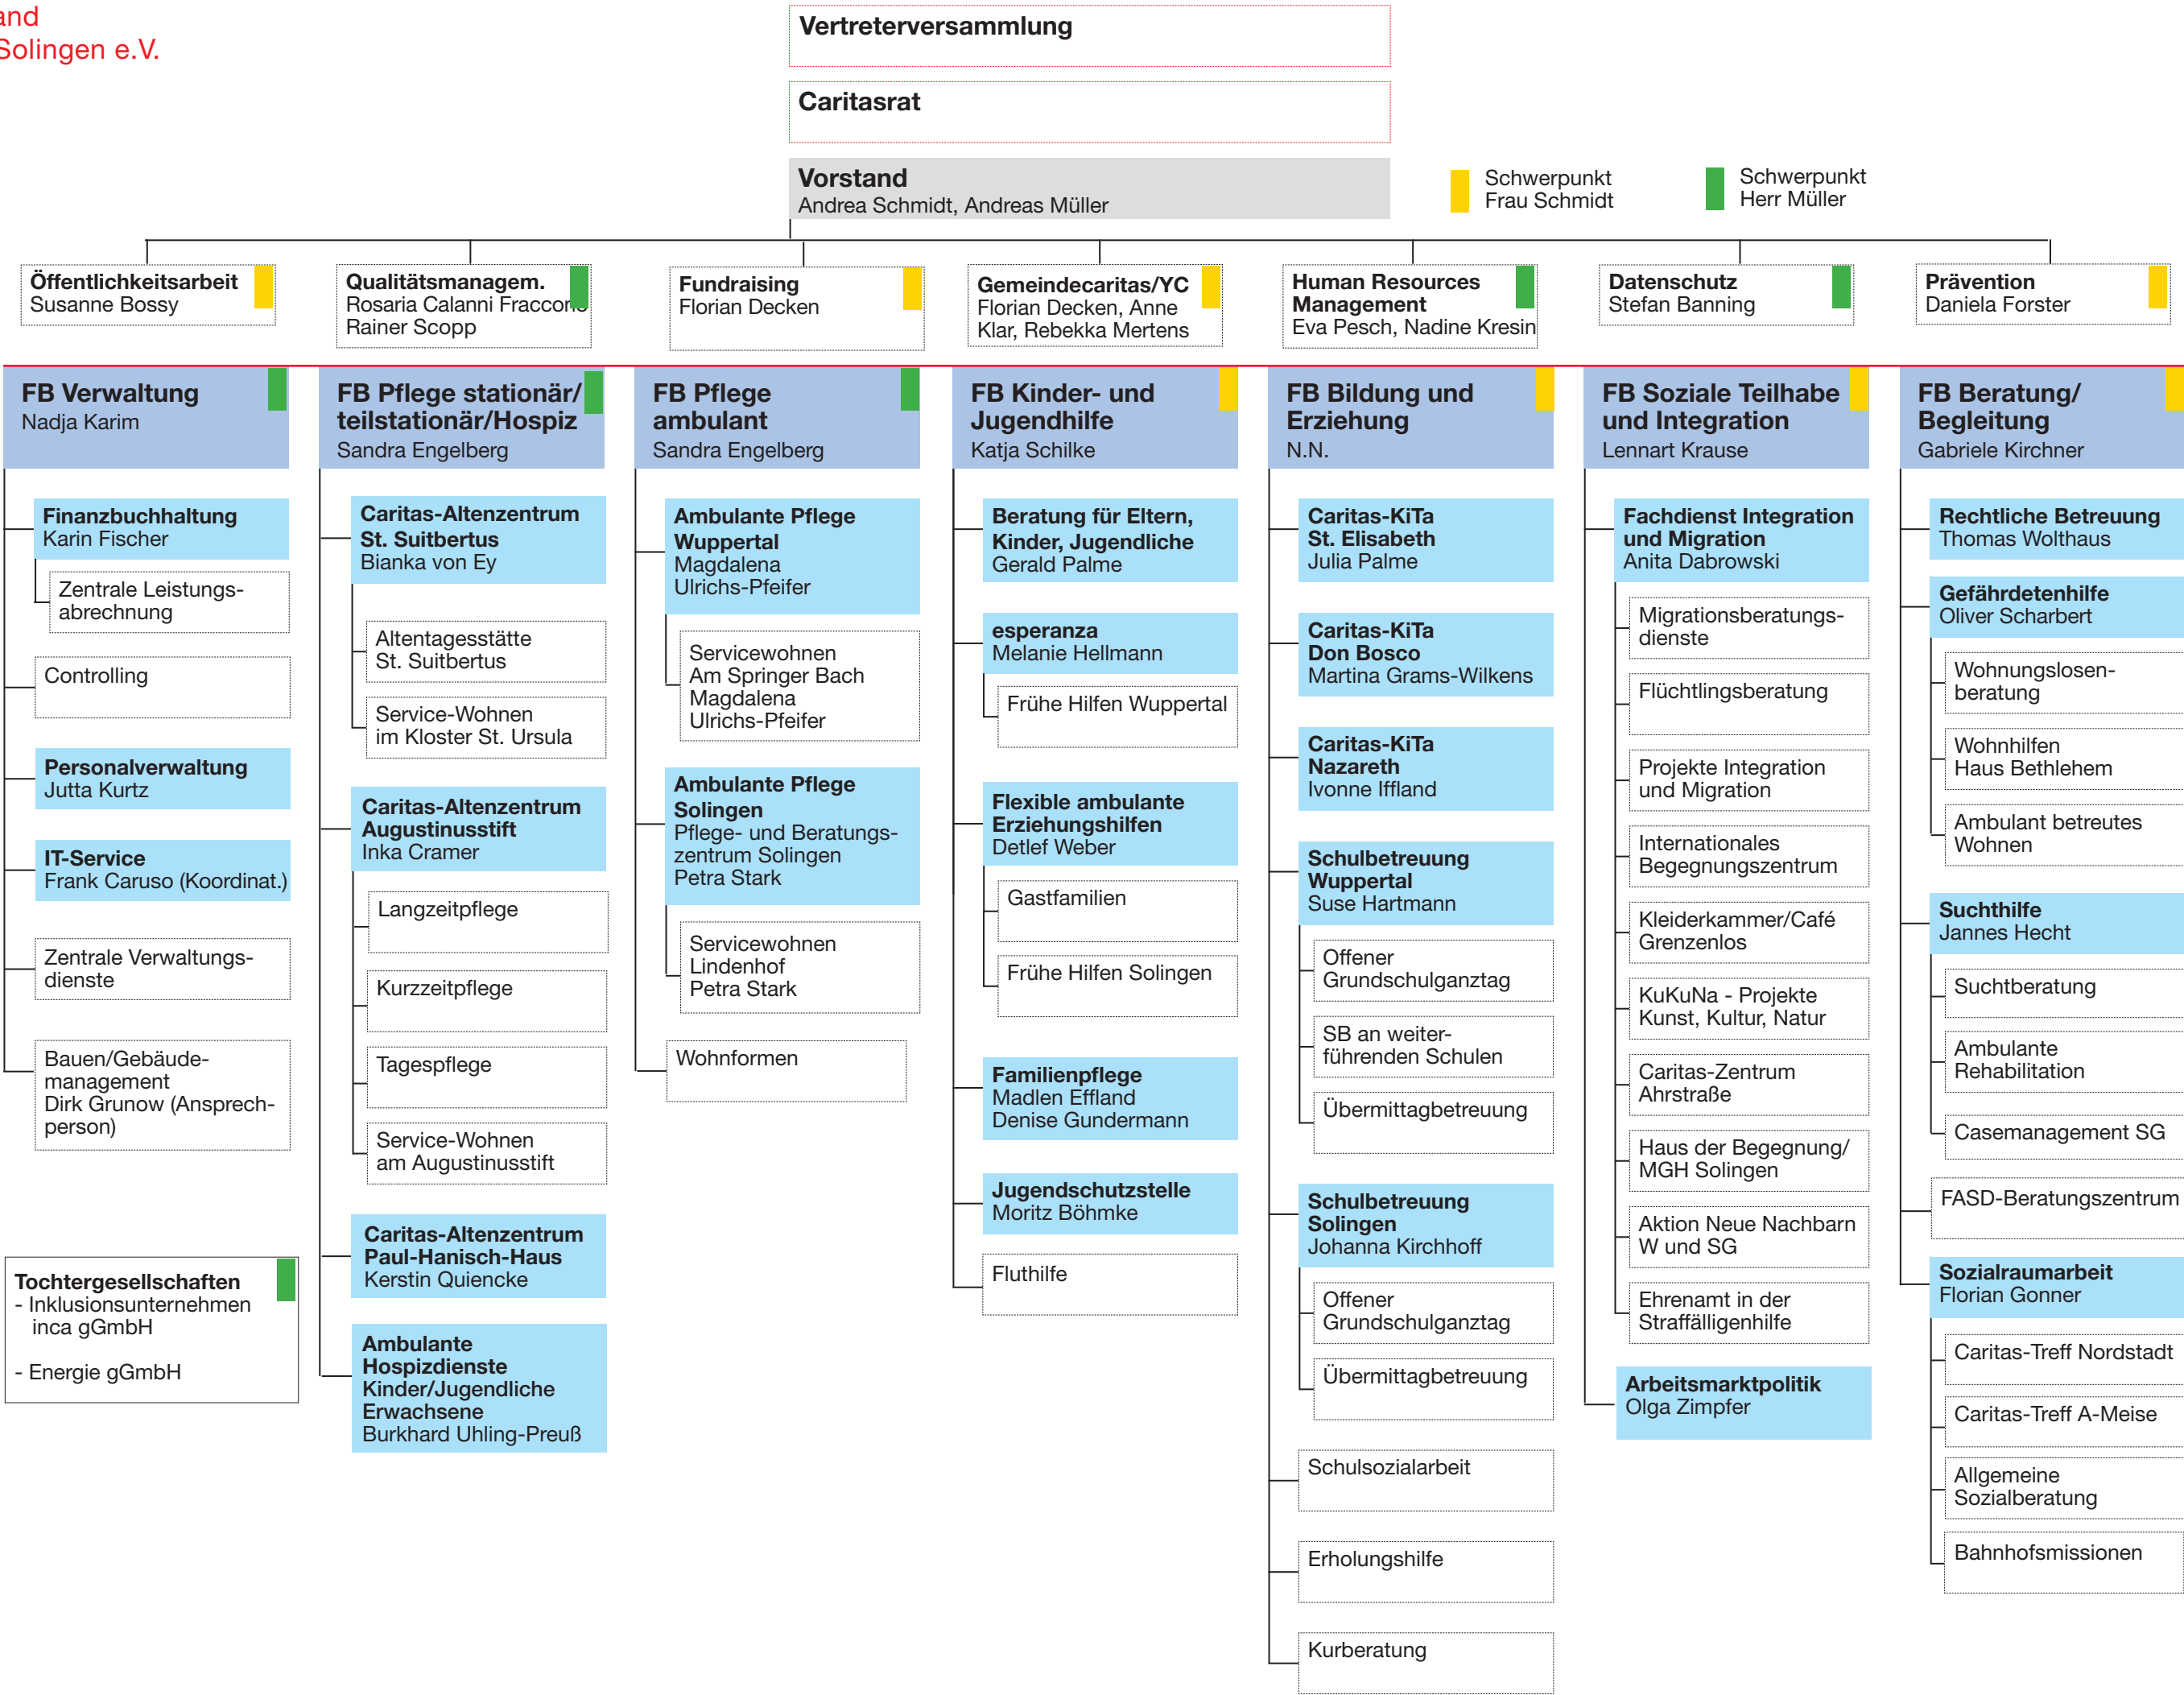 and
Solingen e.V.
Vertreterversammlung
Caritasrat
Vorstand
Andrea Schmidt, Andreas Müller
Schwerpunkt
Frau Schmidt
Schwerpunkt
Herr Müller
Öffentlichkeitsarbeit
Susanne Bossy
Qualitätsmanagem.
Rosaria Calanni Fraccono
Rainer Scopp
Fundraising
Florian Decken
Gemeindecaritas/YC
Florian Decken, Anne
Klar, Rebekka Mertens
Human Resources
Management
Eva Pesch, Nadine Kresin
Datenschutz
Stefan Banning
Prävention
Daniela Forster
FB Verwaltung
Nadja Karim
Finanzbuchhaltung
Karin Fischer
Zentrale Leistungs-
abrechnung
Controlling
Personalverwaltung
Jutta Kurtz
IT-Service
Frank Caruso (Koordinat.)
Zentrale Verwaltungs-
dienste
Bauen/Gebäude-
management
Dirk Grunow (Ansprech-
person)
Tochtergesellschaften
- Inklusionsunternehmen
inca gGmbH
- Energie gGmbH
FB Pflege stationär/
teilstationär/Hospiz
Sandra Engelberg
Caritas-Altenzentrum
St. Suitbertus
Bianka von Ey
Altentagesstätte
St. Suitbertus
Service-Wohnen
im Kloster St. Ursula
Caritas-Altenzentrum
Augustinusstift
Inka Cramer
Langzeitpflege
Kurzzeitpflege
Tagespflege
Service-Wohnen
am Augustinusstift
Caritas-Altenzentrum
Paul-Hanisch-Haus
Kerstin Quiencke
Ambulante
Hospizdienste
Kinder/Jugendliche
Erwachsene
Burkhard Uhling-Preuß
FB Pflege
ambulant
Sandra Engelberg
Ambulante Pflege
Wuppertal
Magdalena
Ulrichs-Pfeifer
Servicewohnen
Am Springer Bach
Magdalena
Ulrichs-Pfeifer
Ambulante Pflege
Solingen
Pflege- und Beratungs-
zentrum Solingen
Petra Stark
Servicewohnen
Lindenhof
Petra Stark
Wohnformen
FB Kinder- und
Jugendhilfe
Katja Schilke
Beratung für Eltern,
Kinder, Jugendliche
Gerald Palme
esperanza
Melanie Hellmann
Frühe Hilfen Wuppertal
Flexible ambulante
Erziehungshilfen
Detlef Weber
Gastfamilien
Frühe Hilfen Solingen
Familienpflege
Madlen Effland
Denise Gundermann
Jugendschutzstelle
Moritz Böhmke
Fluthilfe
FB Bildung und
Erziehung
N.N.
Caritas-KiTa
St. Elisabeth
Julia Palme
Caritas-KiTa
Don Bosco
Martina Grams-Wilkens
Caritas-KiTa
Nazareth
Ivonne Iffland
Schulbetreuung
Wuppertal
Suse Hartmann
Offener
Grundschulganztag
SB an weiter-
führenden Schulen
Übermittagbetreuung
Schulbetreuung
Solingen
Johanna Kirchhoff
Offener
Grundschulganztag
Übermittagbetreuung
Schulsozialarbeit
Erholungshilfe
Kurberatung
FB Soziale Teilhabe
und Integration
Lennart Krause
Fachdienst Integration
und Migration
Anita Dabrowski
Migrationsberatungs-
dienste
Flüchtlingsberatung
Projekte Integration
und Migration
Internationales
Begegnungszentrum
Kleiderkammer/Café
Grenzenlos
KuKuNa - Projekte
Kunst, Kultur, Natur
Caritas-Zentrum
Ahrstraße
Haus der Begegnung/
MGH Solingen
Aktion Neue Nachbarn
W und SG
Ehrenamt in der
Straffälligenhilfe
Arbeitsmarktpolitik
Olga Zimpfer
FB Beratung/
Begleitung
Gabriele Kirchner
Rechtliche Betreuung
Thomas Wolthaus
Gefährdetenhilfe
Oliver Scharbert
Wohnungslosen-
beratung
Wohnhilfen
Haus Bethlehem
Ambulant betreutes
Wohnen
Suchthilfe
Jannes Hecht
Suchtberatung
Ambulante
Rehabilitation
Casemanagement SG
FASD-Beratungszentrum
Sozialraumarbeit
Florian Gonner
Caritas-Treff Nordstadt
Caritas-Treff A-Meise
Allgemeine
Sozialberatung
Bahnhofsmissionen